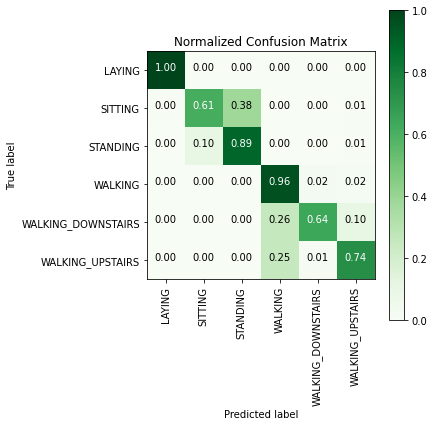 Normalized Confusion Matrix
True label
LAYING 1.00 0.00 0.00 0.00 0.00 0.00
SITTING 0.00 0.61 0.38 0.00 0.00 0.01
STANDING 0.00 0.10 0.89 0.00 0.00 0.01
WALKING 0.00 0.00 0.00 0.96 0.02 0.02
WALKING_DOWNSTAIRS 0.00 0.00 0.00 0.26 0.64 0.10
WALKING_UPSTAIRS 0.00 0.00 0.00 0.25 0.01 0.74
LAYING
SITTING
STANDING
WALKING
WALKING_DOWNSTAIRS
WALKING_UPSTAIRS
Predicted label
1.0
0.8
0.6
0.4
0.2
0.0